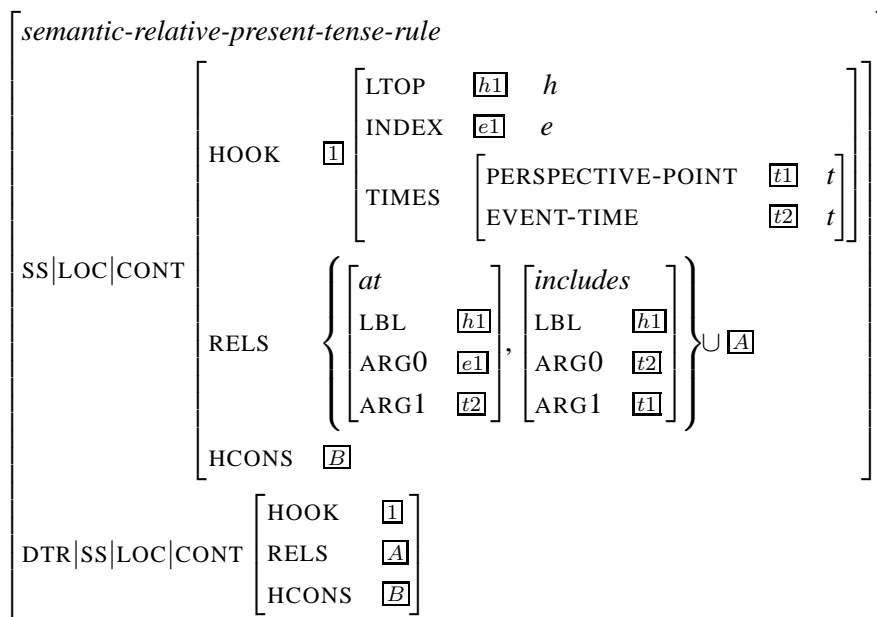 semantic-relative-present-tense-rule
SS|LOC|CONT
HOOK 1
LTOP h1 h
INDEX e1 e
TIMES
PERSPECTIVE-POINT t1 t
EVENT-TIME t2 t
RELS
at
LBL h1
ARG0 e1
ARG1 t2
,
includes
LBL h1
ARG0 t2
ARG1 t1
∪ A
HCONS B
DTR|SS|LOC|CONT
HOOK 1
RELS A
HCONS B